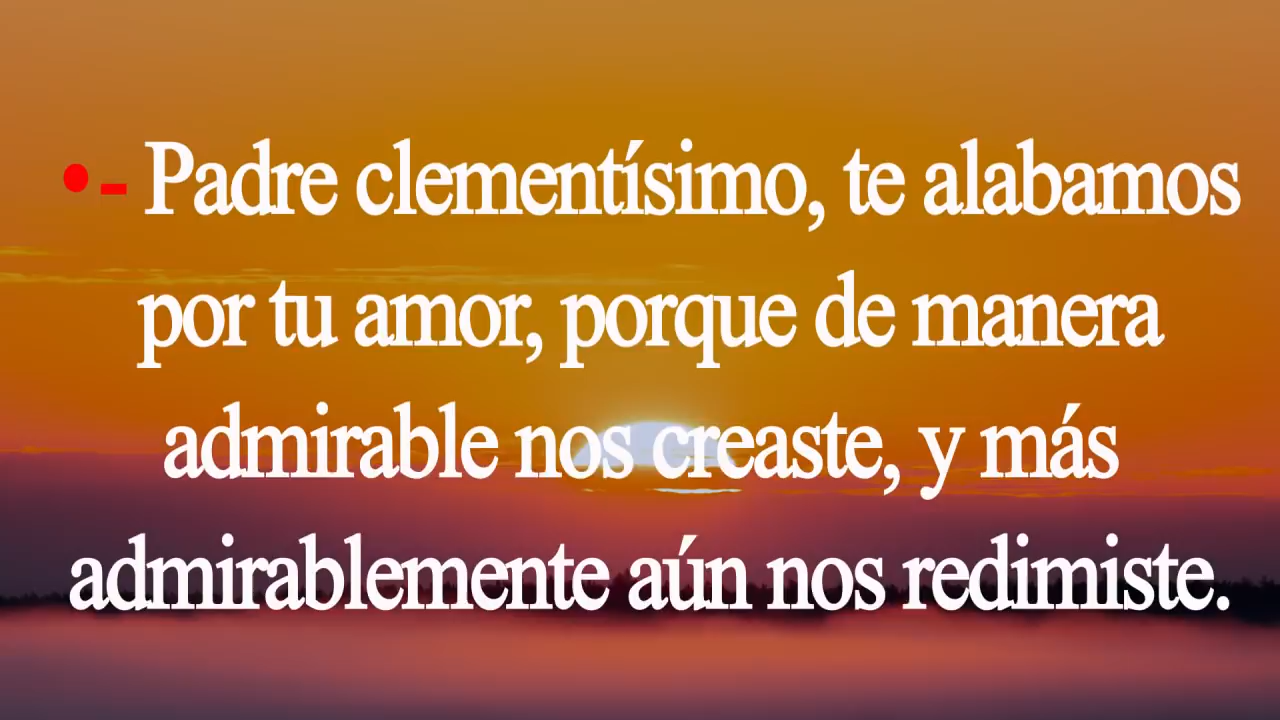 •- Padre clementísimo, te alabamos
por tu amor, porque de manera
admirable nos creaste, y más
admirablemente aún nos redimiste.